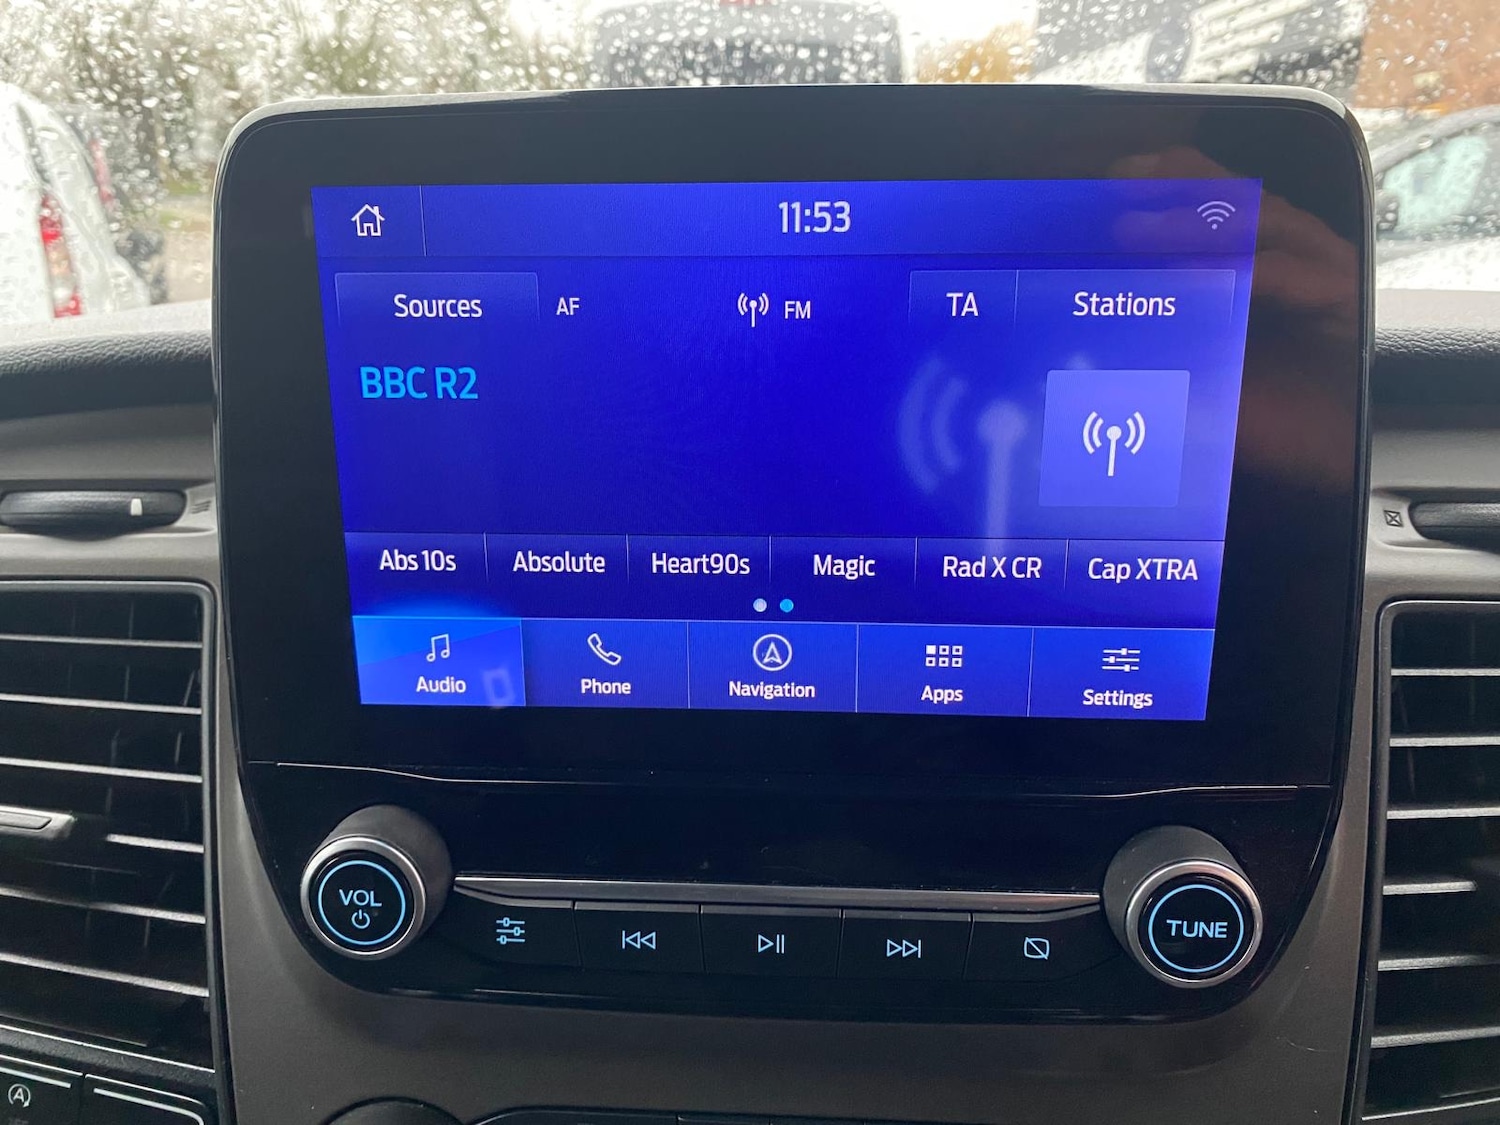 11:53
Sources AF FM TA Stations
BBC R2
Abs 10s Absolute Heart90s Magic Rad X CR Cap XTRA
Audio Phone Navigation Apps Settings
VOL
TUNE
A